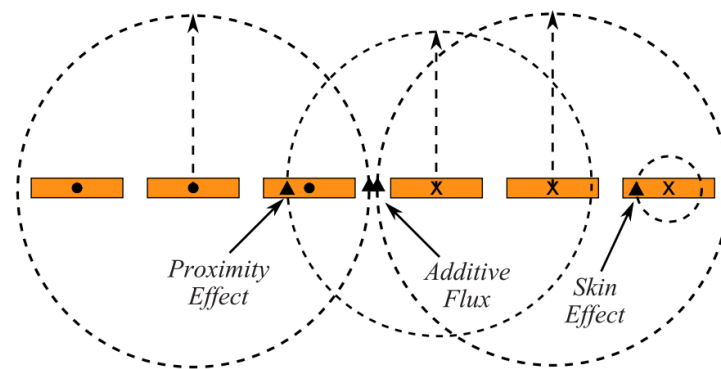 X
X
X
Proximity
Effect
Additive
Flux
Skin
Effect